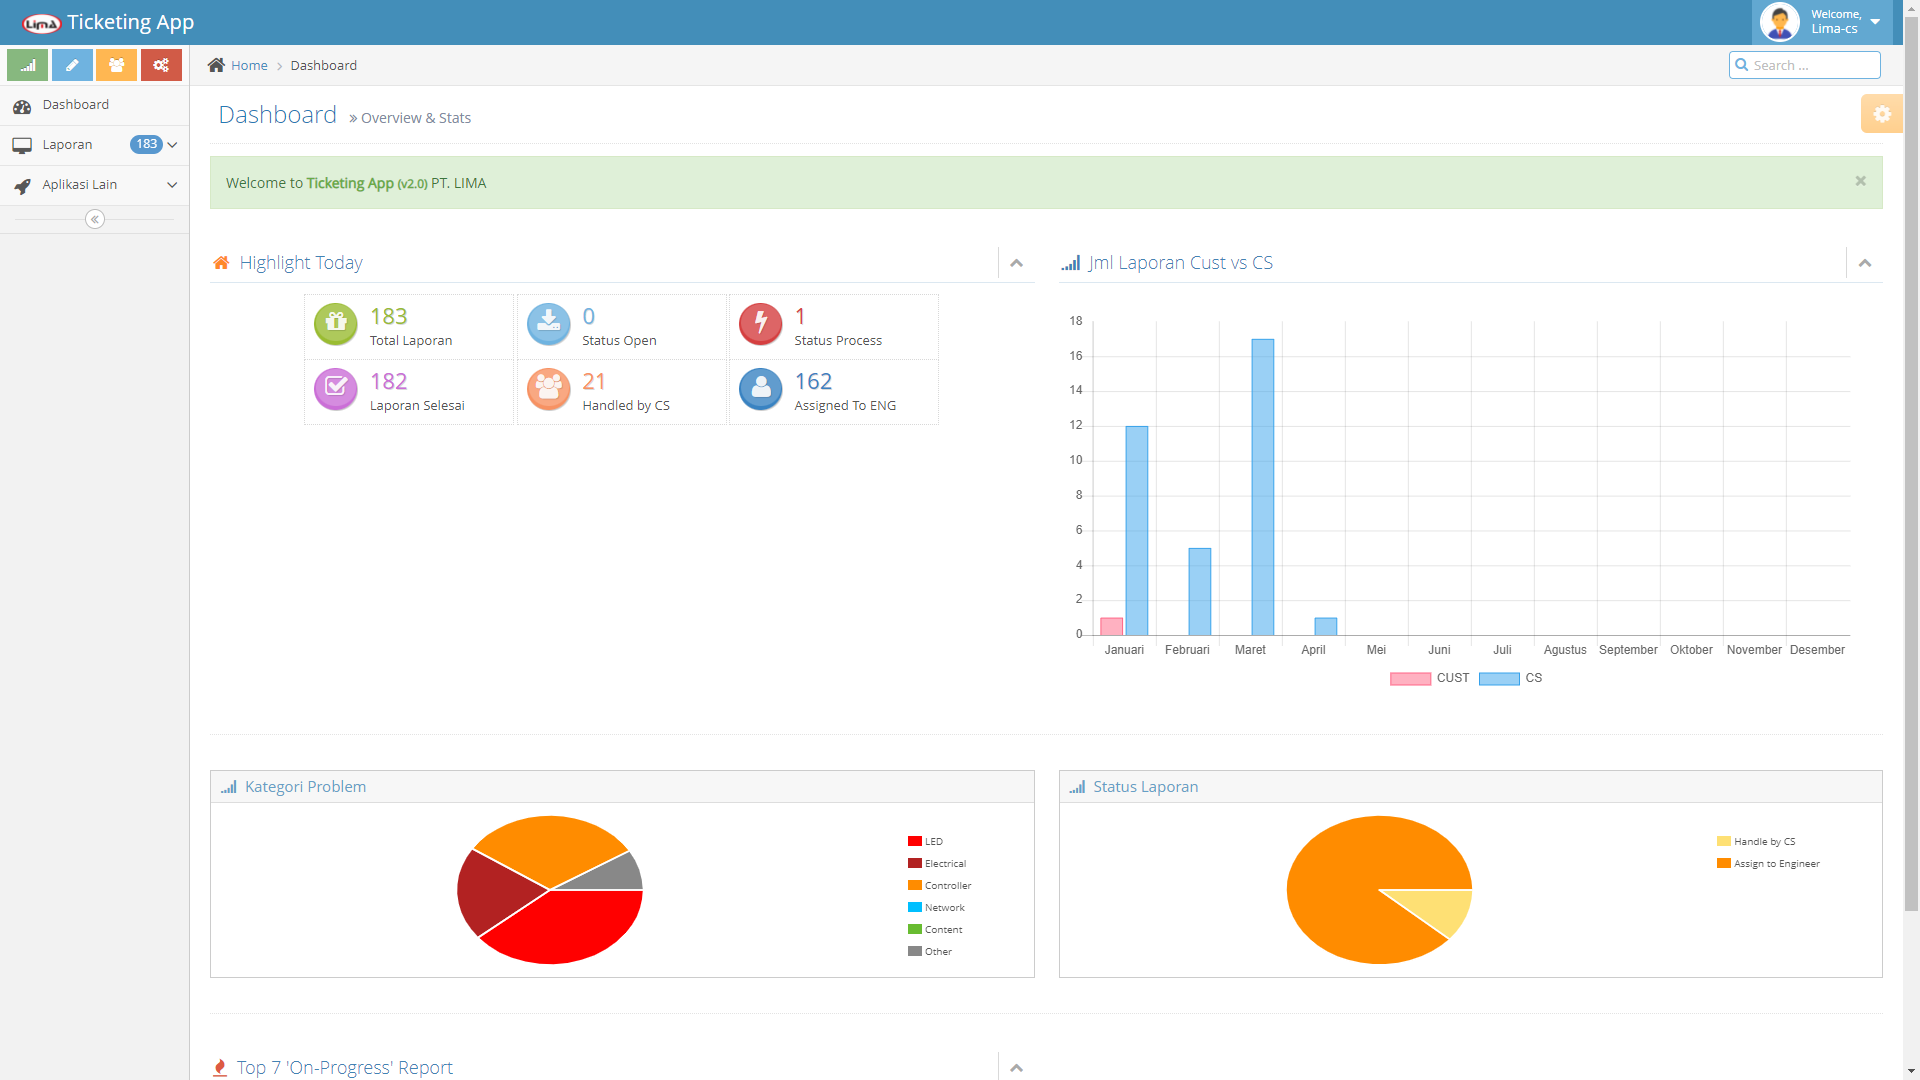 LimA Ticketing App
Welcome,
Lima-cs
Home
Dashboard
Search ...
Dashboard
Laporan 183
Aplikasi Lain
Dashboard » Overview & Stats
Welcome to Ticketing App (v2.0) PT. LIMA
×
Highlight Today
183
Total Laporan
0
Status Open
1
Status Process
182
Laporan Selesai
21
Handled by CS
162
Assigned To ENG
Jml Laporan Cust vs CS
18
16
14
12
10
8
6
4
2
0
Januari Februari Maret April Mei Juni Juli Agustus September Oktober November Desember
CUST CS
Kategori Problem
LED
Electrical
Controller
Network
Content
Other
Status Laporan
Handle by CS
Assign to Engineer
Top 7 'On-Progress' Report